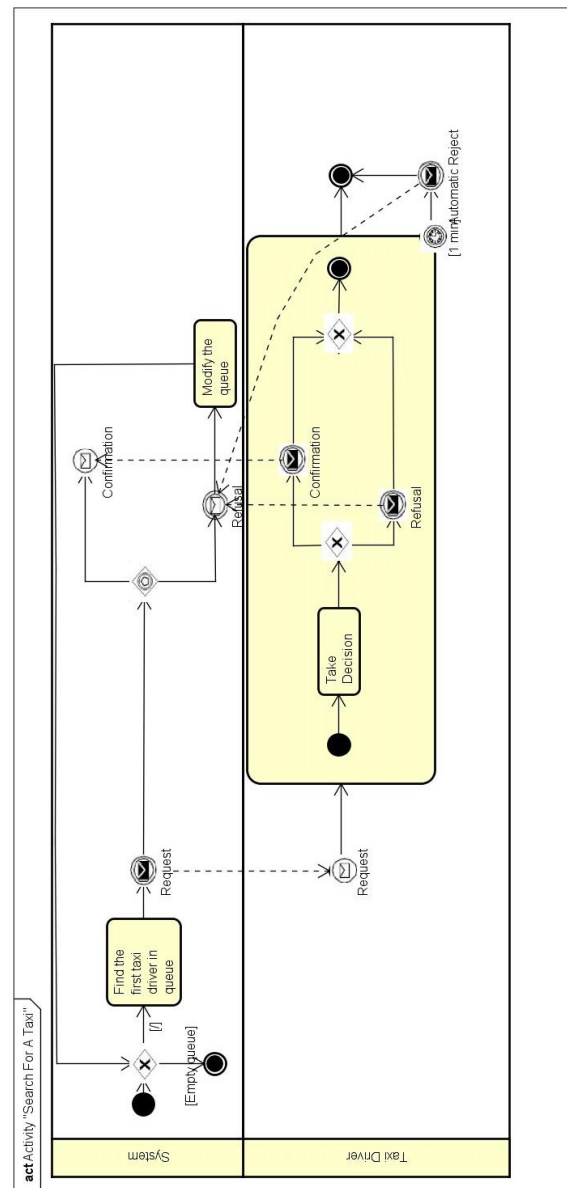 act Activity "Search For A Taxi"
System
[Empty queue]
[/]
Find the
first taxi
driver in
queue
Request
Confirmation
Refusal
Modify the
queue
Taxi Driver
Request
Take
Decision
Confirmation
Refusal
[1 min]
Automatic Reject